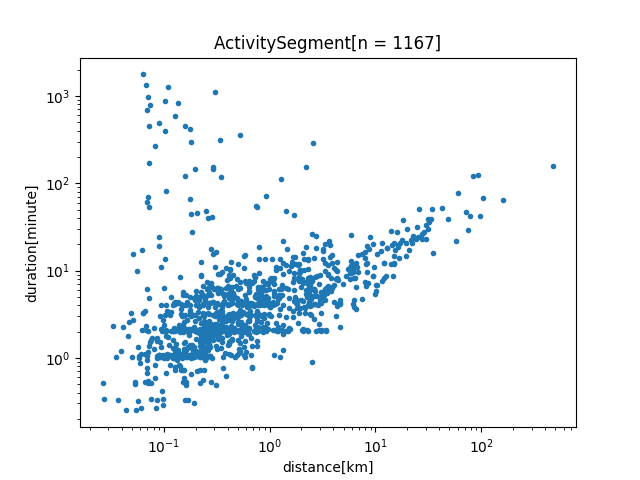 ActivitySegment[n = 1167]
duration[minute]
10³
10²
10¹
10⁰
10⁻¹
10⁰
10¹
10²
distance[km]